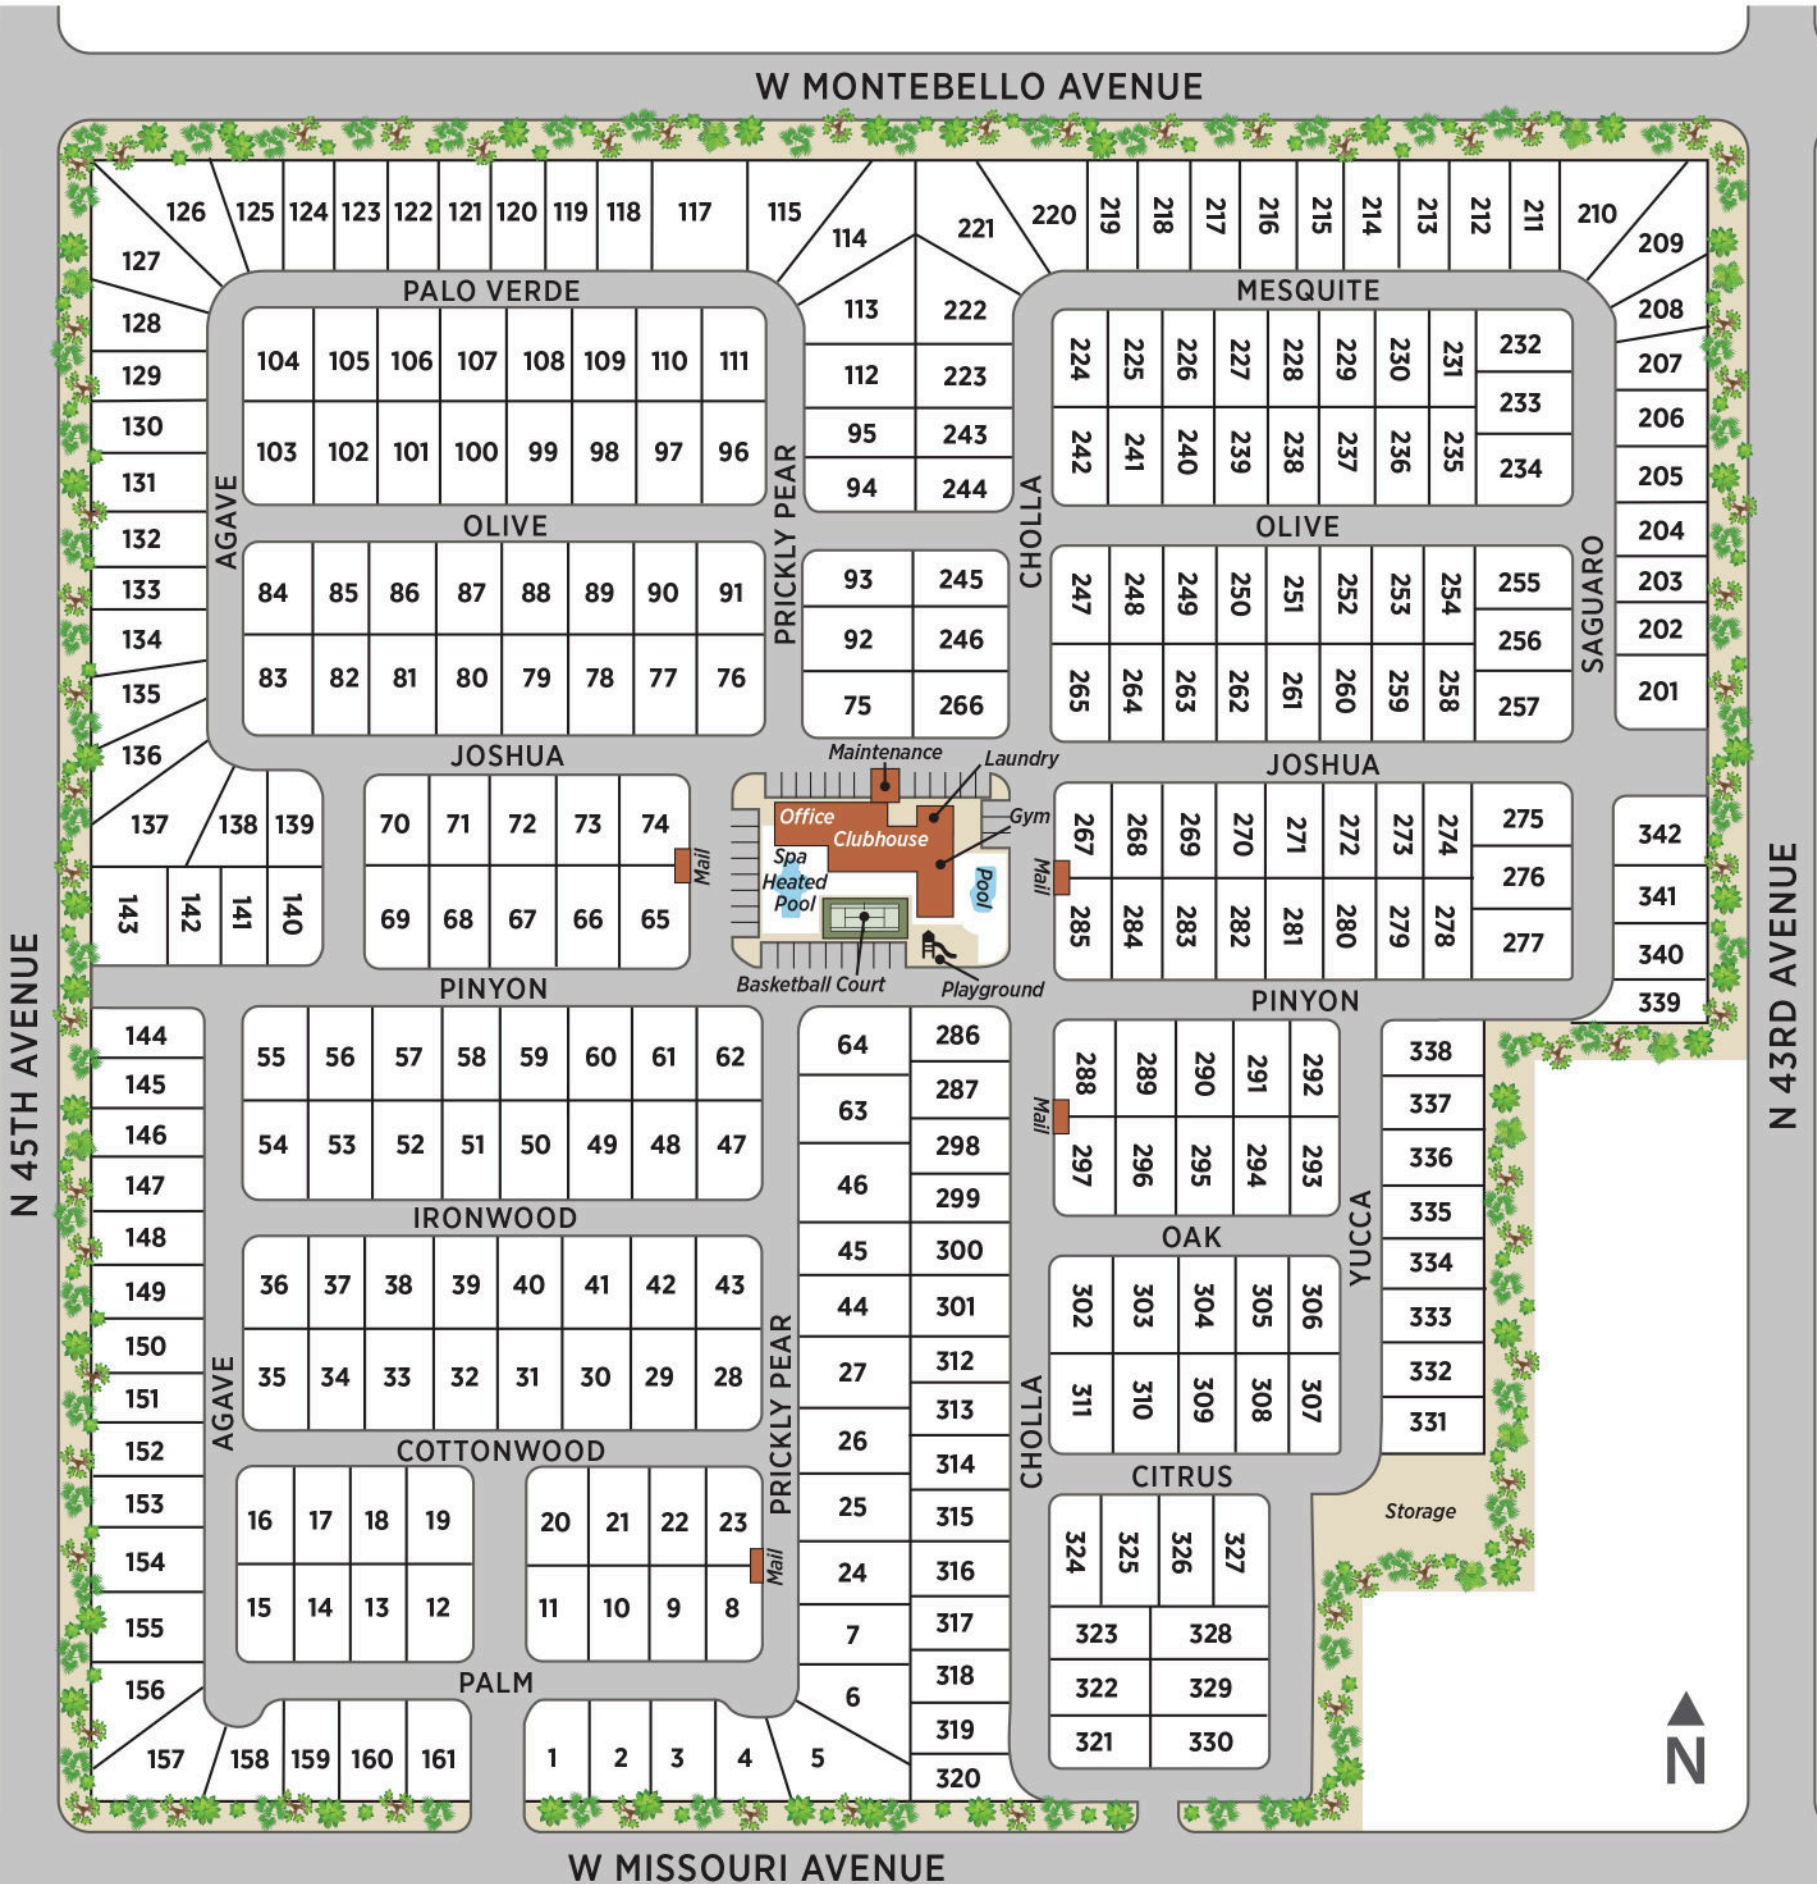 W MONTEBELLO AVENUE
126 125 124 123 122 121 120 119 118 117 115 114 221 220 219 218 217 216 215 214 213 212 211 210 209
127
PALO VERDE
MESQUITE
128 113 222 208
104 105 106 107 108 109 110 111
224 225 226 227 228 229 230 231 232
129 112 223 207
233
130 95 243 206
103 102 101 100 99 98 97 96
242 241 240 239 238 237 236 235 234
131 94 244 205
AGAVE
PRICKLY PEAR
CHOLLA
SAGUARO
OLIVE
OLIVE
132 204
133 84 85 86 87 88 89 90 91 93 245 247 248 249 250 251 252 253 254 255 203
134 92 246 256 202
135 83 82 81 80 79 78 77 76 75 266 265 264 263 262 261 260 259 258 257 201
136
JOSHUA
JOSHUA
Maintenance
Laundry
Office
Clubhouse
Gym
137 138 139 70 71 72 73 74 267 268 269 270 271 272 273 274 275 342
Mail
Spa
Heated
Pool
Pool
Mail
276 341
143 142 141 140 69 68 67 66 65 285 284 283 282 281 280 279 278 277 340
Basketball Court
Playground
PINYON
PINYON
339
N 45TH AVENUE
N 43RD AVENUE
144 55 56 57 58 59 60 61 62 64 286 288 289 290 291 292 338
145 63 287 337
Mail
146 54 53 52 51 50 49 48 47 298 297 296 295 294 293 336
147 46 299 335
IRONWOOD
OAK
YUCCA
148 45 300 334
149 36 37 38 39 40 41 42 43 44 301 302 303 304 305 306 333
150 27 312 332
151 35 34 33 32 31 30 29 28 313 311 310 309 308 307 331
AGAVE
PRICKLY PEAR
CHOLLA
COTTONWOOD
CITRUS
152 26 314
153 16 17 18 19 20 21 22 23 25 315 324 325 326 327
Storage
154 24 316
Mail
155 15 14 13 12 11 10 9 8 7 317 323 328
PALM
156 6 318 322 329
157 158 159 160 161 1 2 3 4 5 319 321 330
320
N
W MISSOURI AVENUE